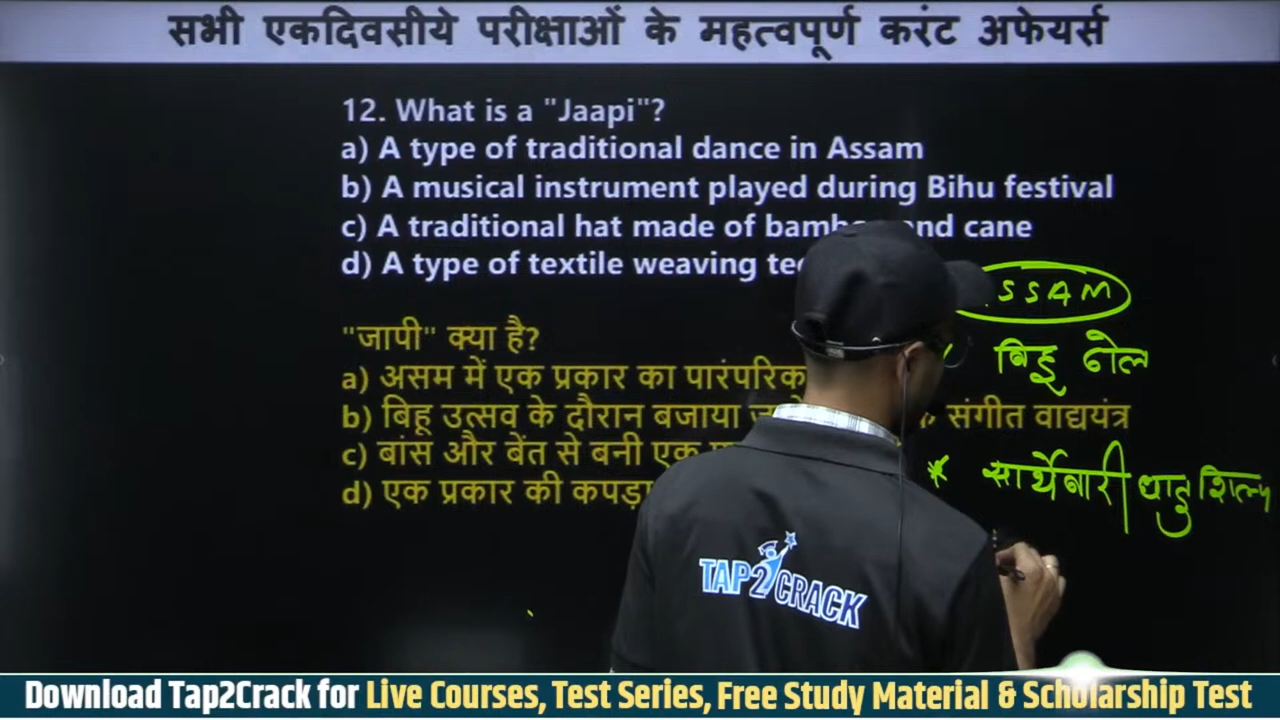 सभी एकदिवसीये परीक्षाओं के महत्वपूर्ण करंट अफेयर्स
12. What is a "Jaapi"?
a) A type of traditional dance in Assam
b) A musical instrument played during Bihu festival
c) A traditional hat made of and cane
d) A type of textile weaving
SSAM
"जापी" क्या है?
बिहू ढोल
a) असम में एक प्रकार का पारंपरिक
b) बिहू उत्सव के दौरान बजाया संगीत वाद्ययंत्र
c) बांस और बेंत से बनी एक
* सार्थेबारी धातु शिल्प
d) एक प्रकार की कपड़ा
TAP2CRACK
Download Tap2Crack for Live Courses, Test Series, Free Study Material & Scholarship Test